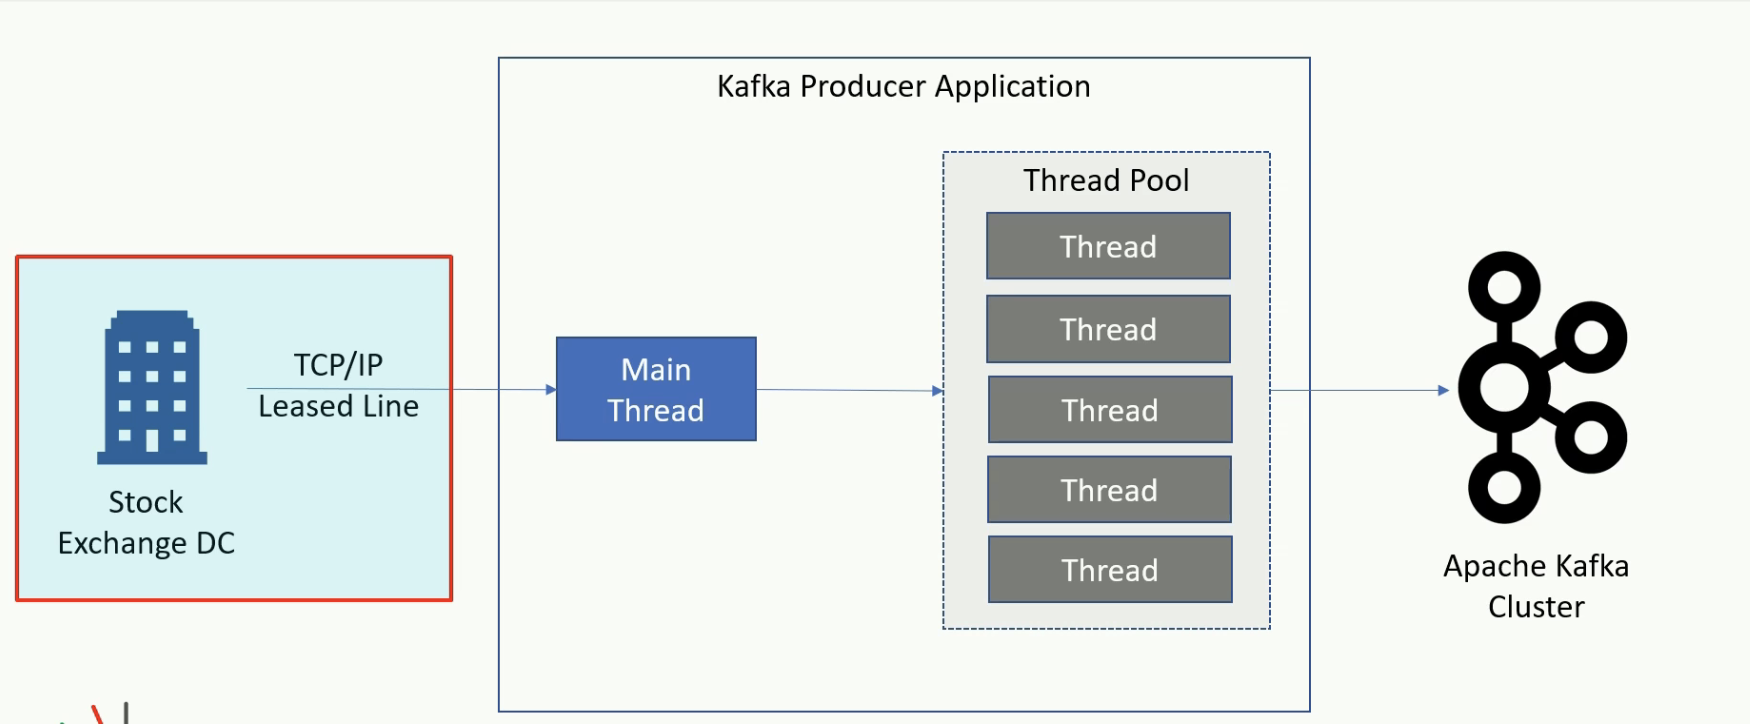 Kafka Producer Application
Thread Pool
Thread
Thread
Thread
Thread
Thread
Main
Thread
TCP/IP
Leased Line
Stock
Exchange DC
Apache Kafka
Cluster